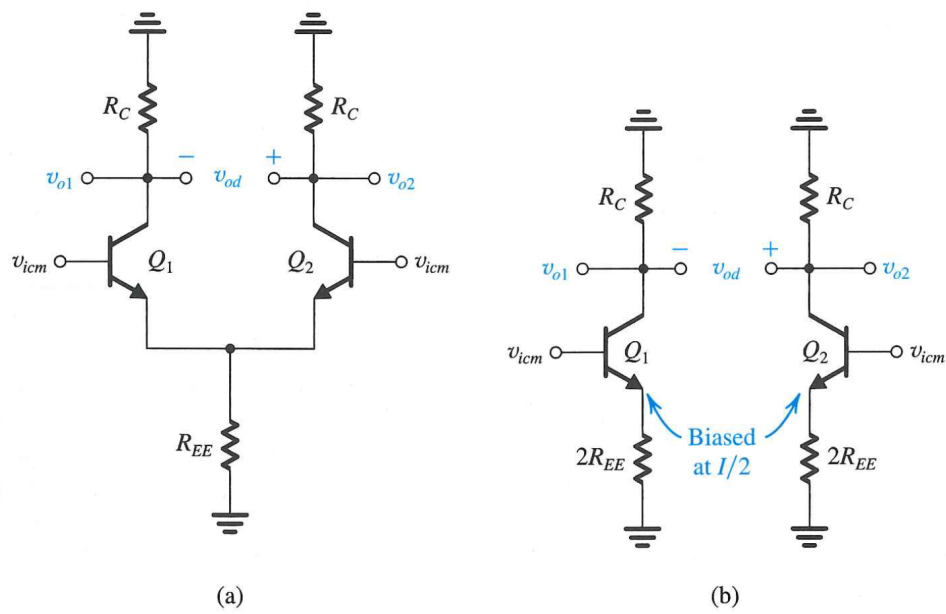 R_C
R_C
v_o1 − v_od + v_o2
v_icm Q_1 Q_2 v_icm
R_EE
(a)
R_C
R_C
v_o1 − v_od + v_o2
v_icm Q_1 Q_2 v_icm
Biased
at I/2
2R_EE
2R_EE
(b)